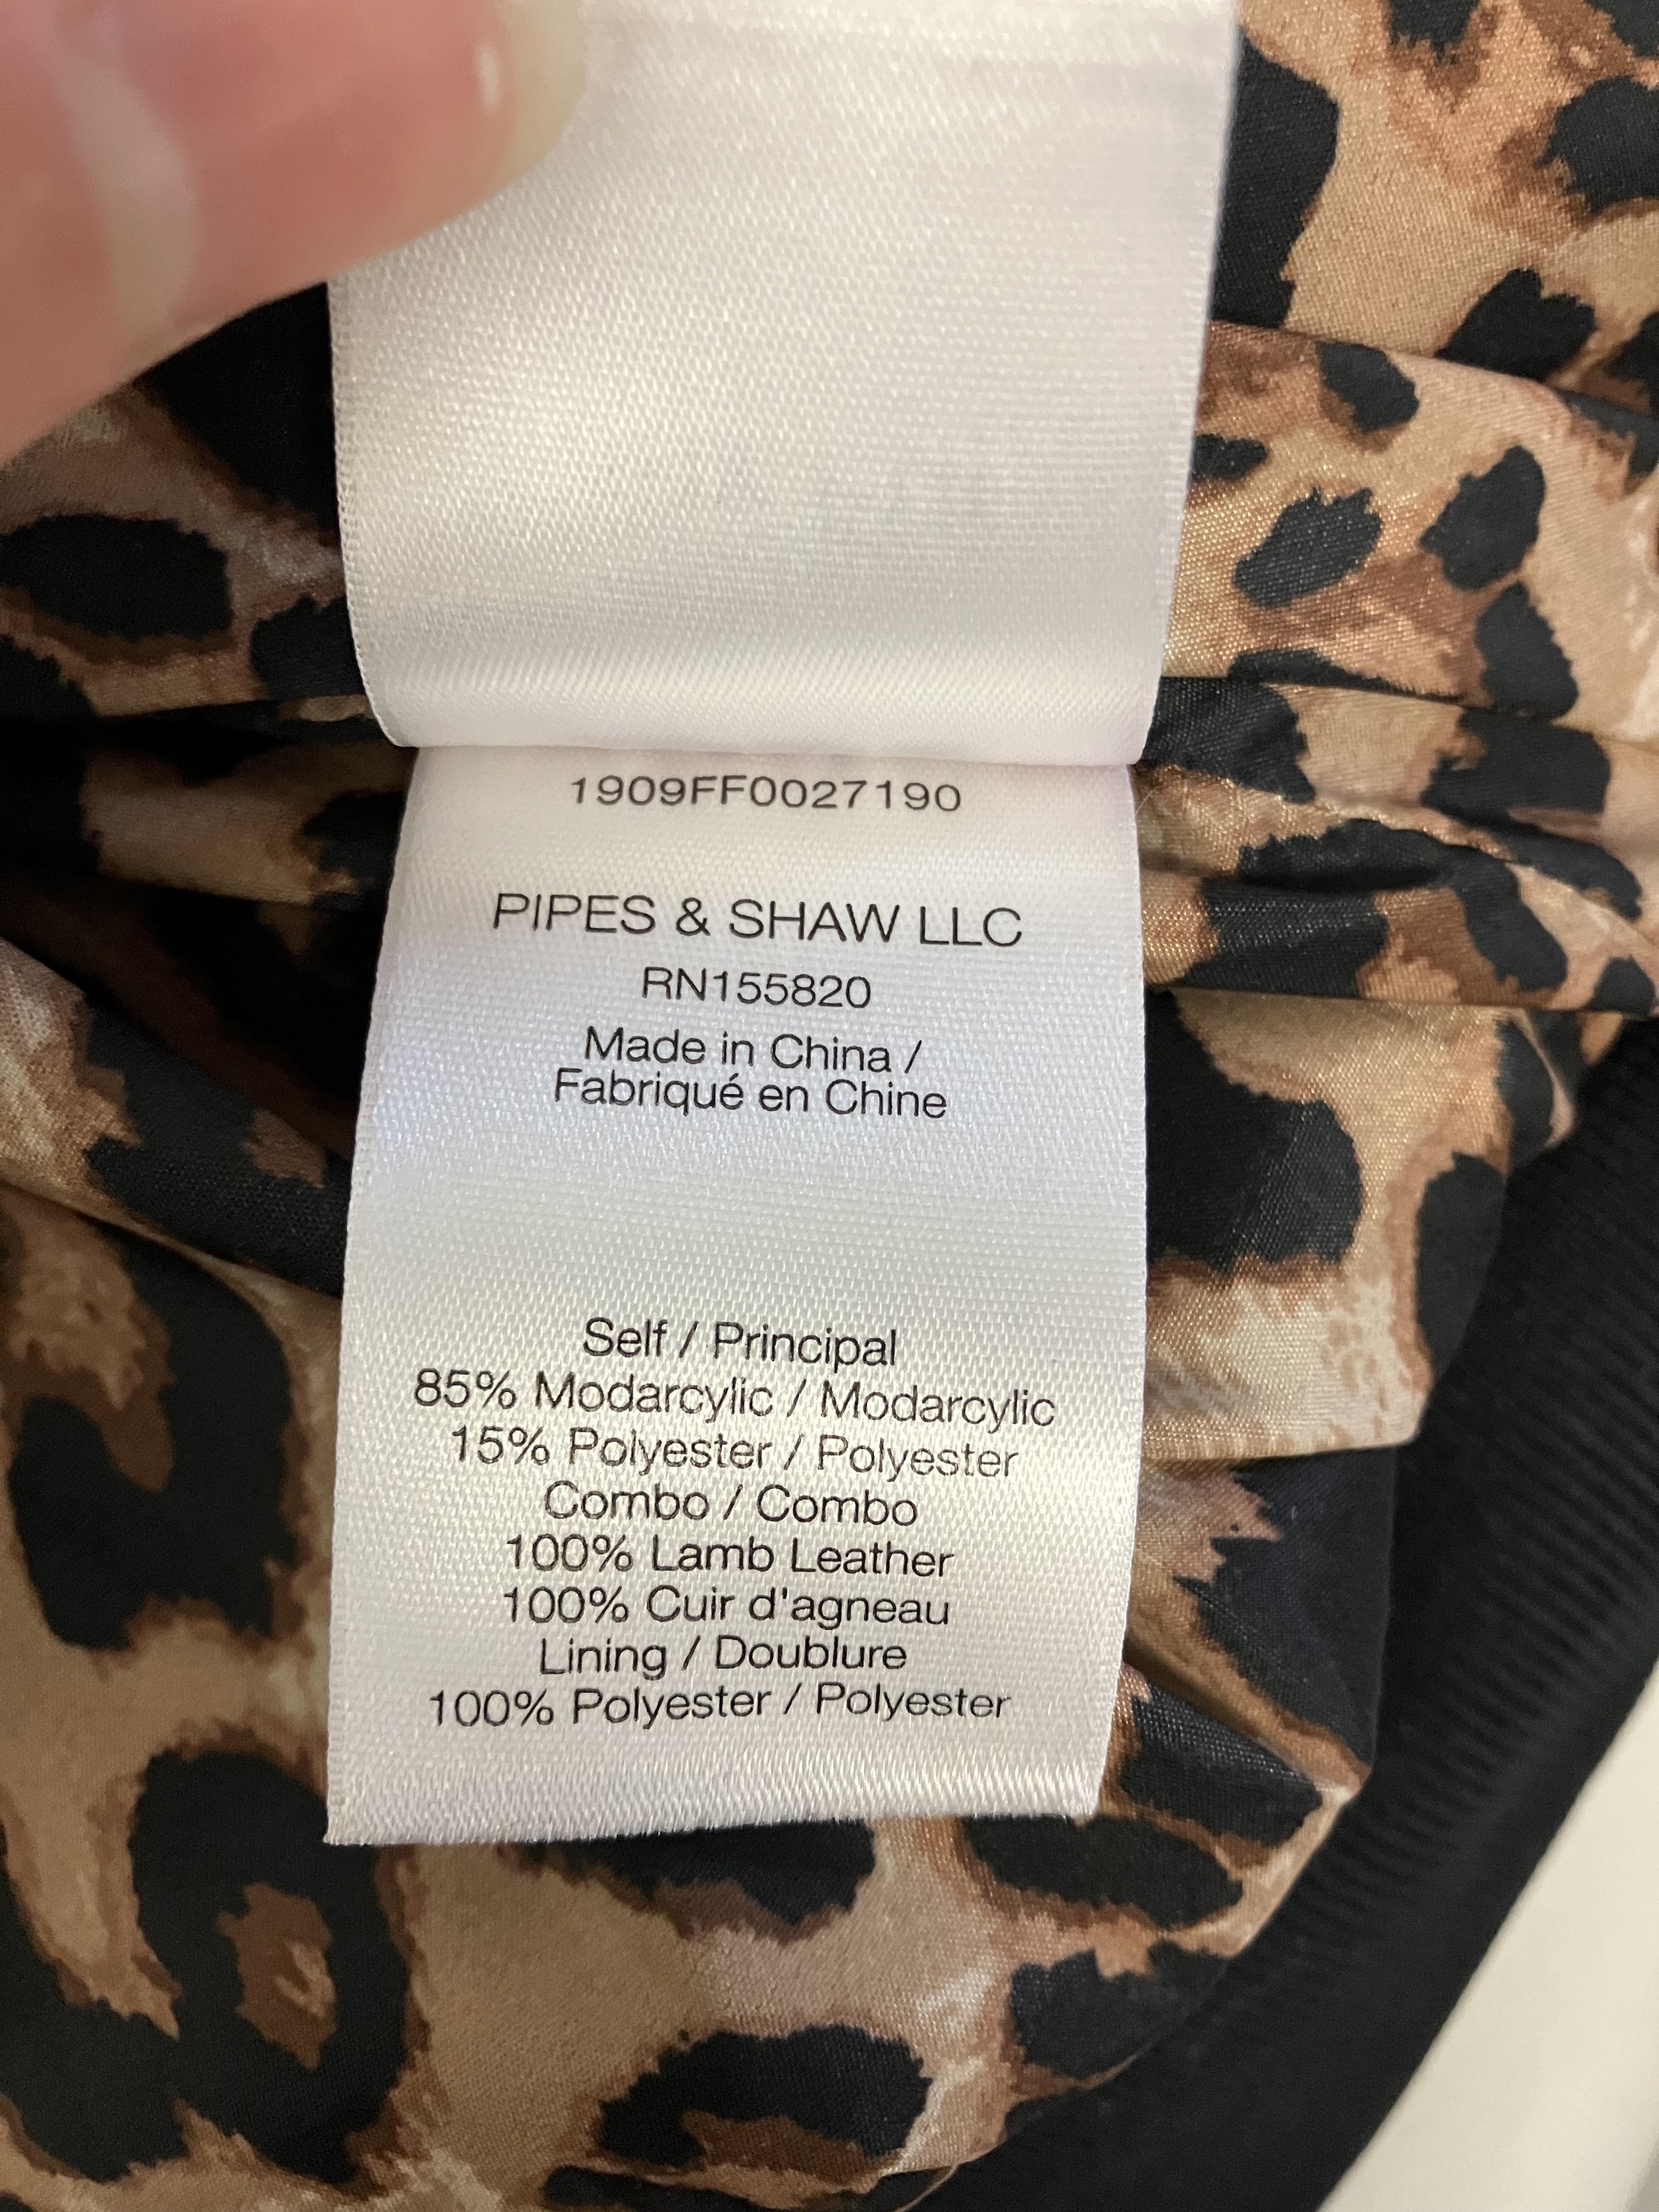 1909FF0027190
PIPES & SHAW LLC
RN155820
Made in China /
Fabriqué en Chine
Self / Principal
85% Modarcylic / Modarcylic
15% Polyester / Polyester
Combo / Combo
100% Lamb Leather
100% Cuir d'agneau
Lining / Doublure
100% Polyester / Polyester